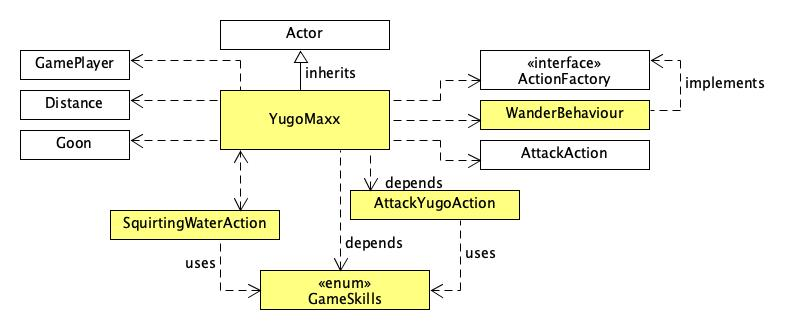 Actor
GamePlayer
«interface»
ActionFactory
inherits
implements
Distance
YugoMaxx
WanderBehaviour
Goon
AttackAction
depends
AttackYugoAction
SquirtingWaterAction
depends
uses
uses
«enum»
GameSkills